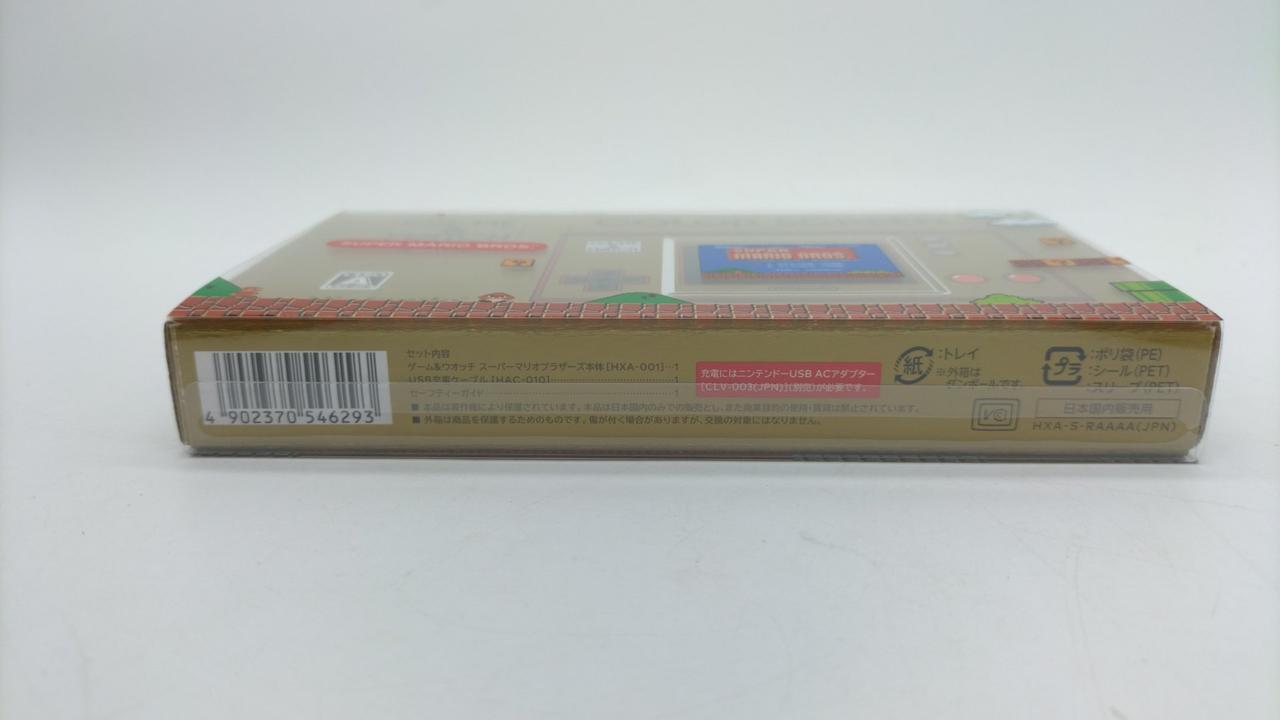 SUPER MARIO BROS.
SUPER
MARIO BROS.
A
セット内容
ゲーム&ウオッチ スーパーマリオブラザーズ本体[HXA-001]…1
USB充電ケーブル[HAC-010]……1
セーフティーガイド……1
■ 本品は著作権により保護されています。本品は日本国内のみでの販売とし、また商業目的の使用・賃貸は禁止されています。
■ 外箱は商品を保護するためのものです。傷が付く場合がありますが、交換の対象にはなりません。
4 902370 546293
充電にはニンテンドーUSB ACアダプター
[CLV-003(JPN)](別売)が必要です。
紙
:トレイ
※外箱は
ダンボールです。
プラ
:ポリ袋(PE)
:シール(PET)
:スリーブ(PET)
日本国内販売用
HXA-S-RAAAA(JPN)